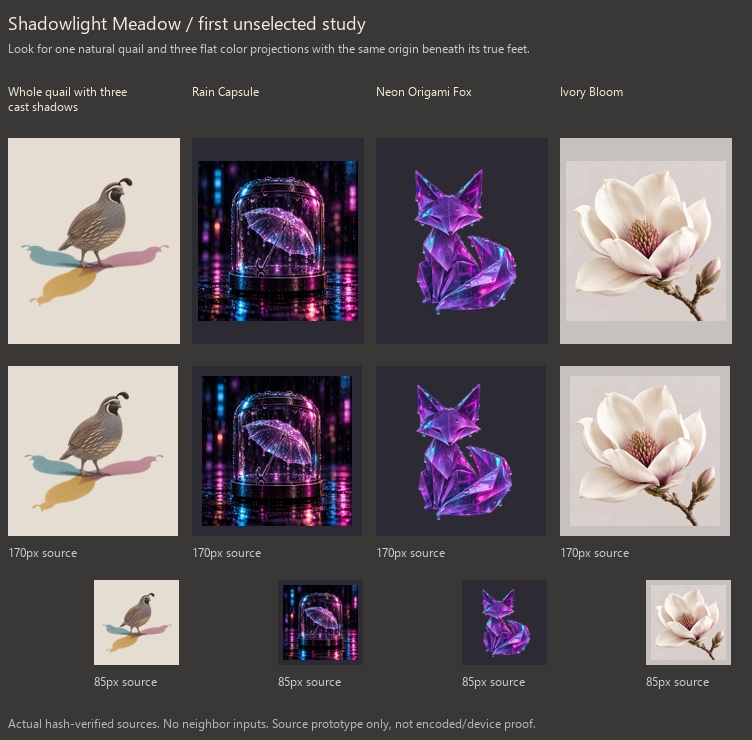 Shadowlight Meadow / first unselected study
Look for one natural quail and three flat color projections with the same origin beneath its true feet.
Whole quail with three
cast shadows
Rain Capsule
Neon Origami Fox
Ivory Bloom
170px source
170px source
170px source
170px source
85px source
85px source
85px source
85px source
Actual hash-verified sources. No neighbor inputs. Source prototype only, not encoded/device proof.